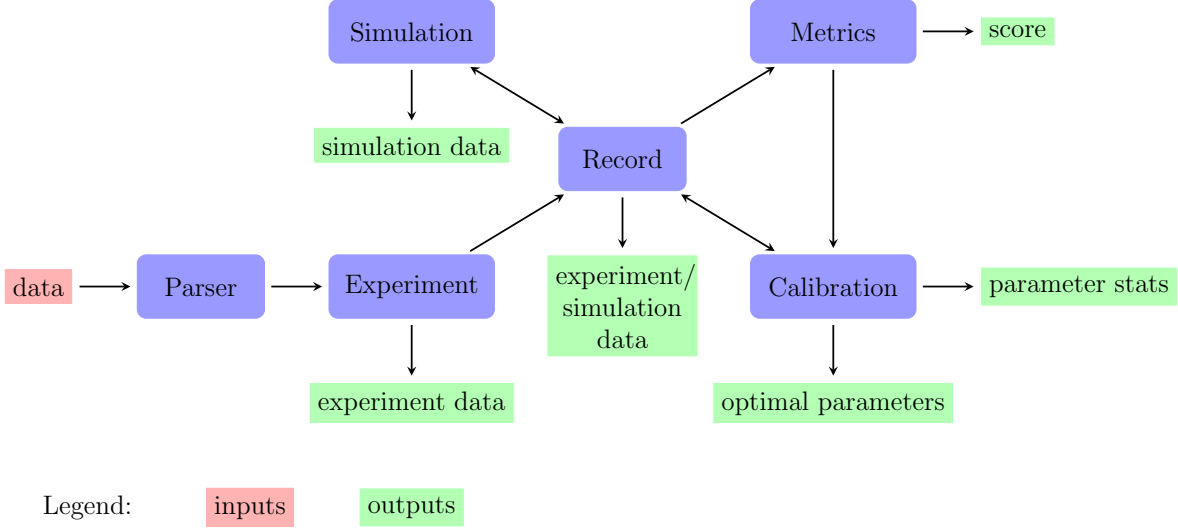 Simulation
Metrics
score
simulation data
Record
data
Parser
Experiment
experiment/
simulation
data
Calibration
parameter stats
experiment data
optimal parameters
Legend:
inputs
outputs